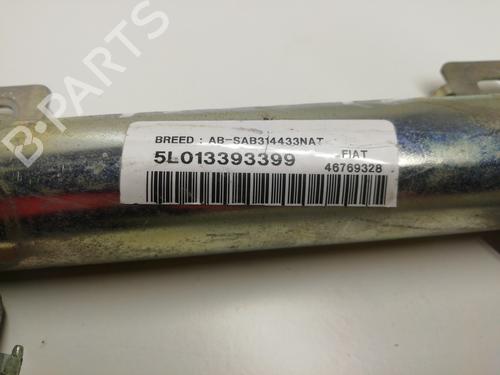 BREED : AB-SAB314433NAT
5L013393399
FIAT
46769328
B-PARTS